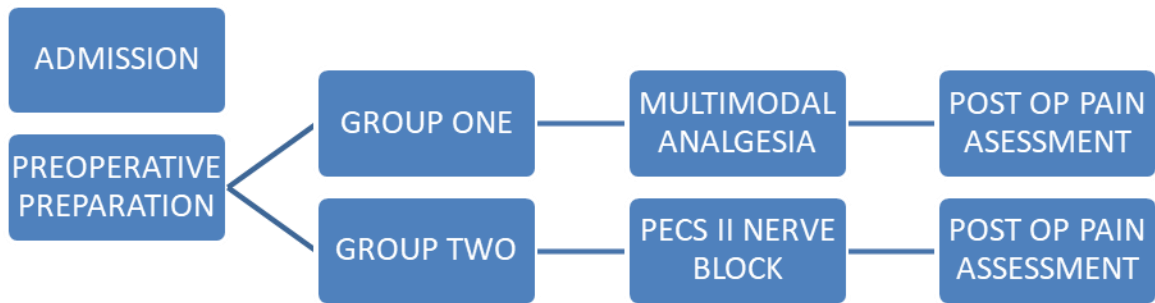 ADMISSION
PREOPERATIVE
PREPARATION
GROUP ONE
MULTIMODAL
ANALGESIA
POST OP PAIN
ASESSMENT
GROUP TWO
PECS II NERVE
BLOCK
POST OP PAIN
ASSESSMENT